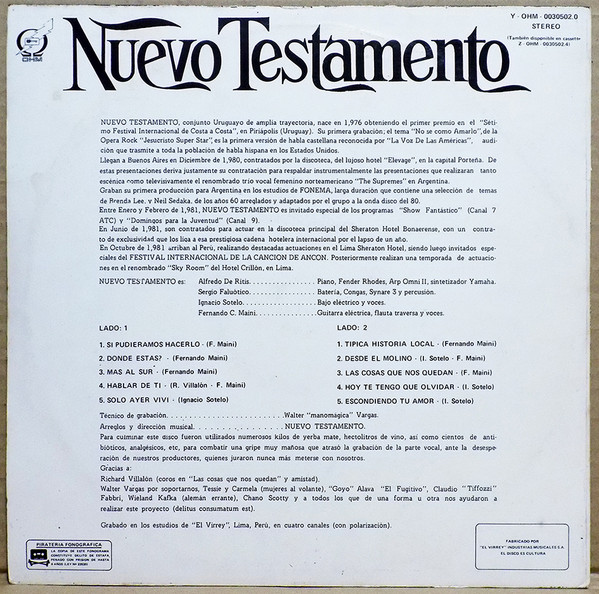 Y - OHM - 0030502.0
STEREO
(También disponible en cassette
Z - OHM - 0030502.4)
OHM
NUEVO TESTAMENTO
NUEVO TESTAMENTO, conjunto Uruguayo de amplia trayectoria, nace en 1,976 obteniendo el primer premio en el "Séti-
mo Festival Internacional de Costa a Costa", en Piriápolis (Uruguay). Su primera grabación; el tema "No se como Amarlo", de la
Opera Rock "Jesucristo Super Star", es la primera versión de habla castellana reconocida por "La Voz De Las Américas", audi-
ción que trasmite a toda la población de habla hispana en los Estados Unidos.
Llegan a Buenos Aires en Diciembre de 1,980, contratados por la discoteca, del lujoso hotel "Elevage", en la capital Porteña. De
estas presentaciones deriva justamente su contratación para respaldar instrumentalmente las presentaciones que realizaran tanto
escénica como televisivamente el renombrado trío vocal femenino norteamericano "The Supremes" en Argentina.
Graban su primera producción para Argentina en los estudios de FONEMA, larga duración que contiene una selección de temas
de Brenda Lee, y Neil Sedaka, de los años 60 arreglados y adaptados por el grupo a la onda disco del 80.
Entre Enero y Febrero de 1,981, NUEVO TESTAMENTO es invitado especial de los programas "Show Fantástico" (Canal 7
ATC) y "Domingos para la Juventud" (Canal 9).
En Junio de 1,981, son contratados para actuar en la discoteca principal del Sheraton Hotel Bonaerense, con un contra-
to de exclusividad que los liga a esa prestigiosa cadena hotelera internacional por el lapso de un año.
En Octubre de 1,981 arriban al Perú, realizando destacadas actuaciones en el Lima Sheraton Hotel, siendo luego invitados espe-
ciales del FESTIVAL INTERNACIONAL DE LA CANCION DE ANCON. Posteriormente realizan una temporada de actuacio-
nes en el renombrado "Sky Room" del Hotel Crillón, en Lima.
NUEVO TESTAMENTO es: Alfredo De Ritis. . . . . . . . . . . . . . . . Piano, Fender Rhodes, Arp Omni II, sintetizador Yamaha.
Sergio Faluótico. . . . . . . . . . . . . . . . Batería, Congas, Synare 3 y percusión.
Ignacio Sotelo. . . . . . . . . . . . . . . . Bajo eléctrico y voces.
Fernando C. Maini. . . . . . . . . . . . . . . . Guitarra eléctrica, flauta traversa y voces.
LADO: 1 LADO: 2
1. SI PUDIERAMOS HACERLO - (F. Maini) 1. TIPICA HISTORIA LOCAL - (Fernando Maini)
2. DONDE ESTAS? - (Fernando Maini) 2. DESDE EL MOLINO - (I. Sotelo - F. Maini)
3. MAS AL SUR - (Fernando Maini) 3. LAS COSAS QUE NOS QUEDAN - (F. Maini)
4. HABLAR DE TI - (R. Villalón - F. Maini) 4. HOY TE TENGO QUE OLVIDAR - (I. Sotelo)
5. SOLO AYER VIVI - (Ignacio Sotelo) 5. ESCONDIENDO TU AMOR - (I. Sotelo)
Técnico de grabación. . . . . . . . . . . . . . . . Walter "manomágica" Vargas.
Arreglos y dirección musical. . . . . . . . . . . . . . . . NUEVO TESTAMENTO.
Para culminar este disco fueron utilizados numerosos kilos de yerba mate, hectolitros de vino, así como cientos de anti-
bióticos, analgésicos, etc, para combatir una gripe muy mañosa que atrasó la grabación de la parte vocal, ante la deses-
peración de nuestros productores, quienes juraron nunca más meterse con nosotros.
Gracias a:
Richard Villalón (coros en "Las cosas que nos quedan" y amistad),
Walter Vargas por soportarnos, Tessie y Carmela (mujeres al volante), "Goyo" Alava "El Fugitivo", Claudio "Tiffozzi"
Fabbri, Wieland Kafka (alemán errante), Chano Scotty y a todos los que de una forma u otra nos ayudaron a
realizar este proyecto (delitus consumatum est).
Grabado en los estudios de "El Virrey", Lima, Perú, en cuatro canales (con polarización).
PIRATERIA FONOGRAFICA
LA COPIA DE ESTE FONOGRAMA
CONSTITUYE DELITO DE ESTAFA,
PENADO CON PRISION DE HASTA
FABRICADO POR
"EL VIRREY" INDUSTRIAS MUSICALES S.A.
EL DISCO ES CULTURA